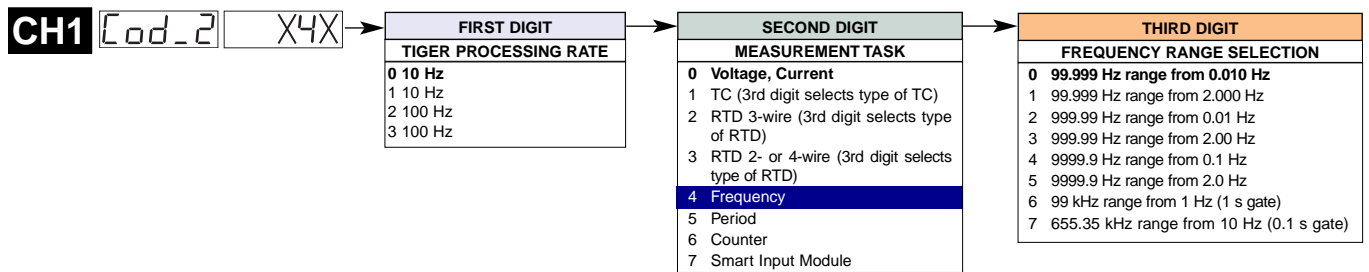 CH1 Cod_2 X4X
FIRST DIGIT
TIGER PROCESSING RATE
0 10 Hz
1 10 Hz
2 100 Hz
3 100 Hz
SECOND DIGIT
MEASUREMENT TASK
0 Voltage, Current
1 TC (3rd digit selects type of TC)
2 RTD 3-wire (3rd digit selects type
of RTD)
3 RTD 2- or 4-wire (3rd digit selects
type of RTD)
4 Frequency
5 Period
6 Counter
7 Smart Input Module
THIRD DIGIT
FREQUENCY RANGE SELECTION
0 99.999 Hz range from 0.010 Hz
1 99.999 Hz range from 2.000 Hz
2 999.99 Hz range from 0.01 Hz
3 999.99 Hz range from 2.00 Hz
4 9999.9 Hz range from 0.1 Hz
5 9999.9 Hz range from 2.0 Hz
6 99 kHz range from 1 Hz (1 s gate)
7 655.35 kHz range from 10 Hz (0.1 s gate)